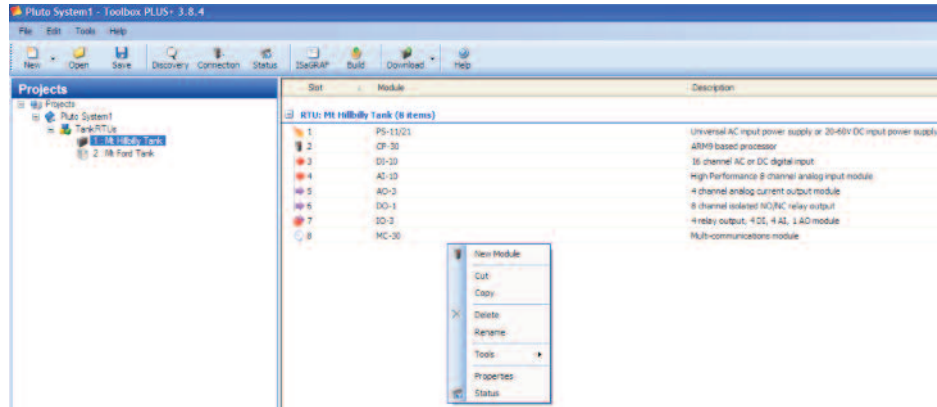 Pluto System1 - Toolbox PLUS+ 3.8.4
File Edit Tools Help
New Open Save Discovery Connection Status ISaGRAF Build Download Help
Projects
Slot Module Description
Projects
Pluto System1
TankRTUs
1 : Mt Hillbilly Tank
2 : Mt Ford Tank
RTU: Mt Hillbilly Tank (8 items)
1 PS-11/21 Universal AC input power supply or 20-60V DC input power supply
2 CP-30 ARM9 based processor
3 DI-10 16 channel AC or DC digital input
4 AI-10 High Performance 8 channel analog input module
5 AO-3 4 channel analog current output module
6 DO-1 8 channel isolated NO/NC relay output
7 IO-3 4 relay output, 4 DI, 4 AI, 1 AO module
8 MC-30 Multi-communications module
New Module
Cut
Copy
Delete
Rename
Tools
Properties
Status